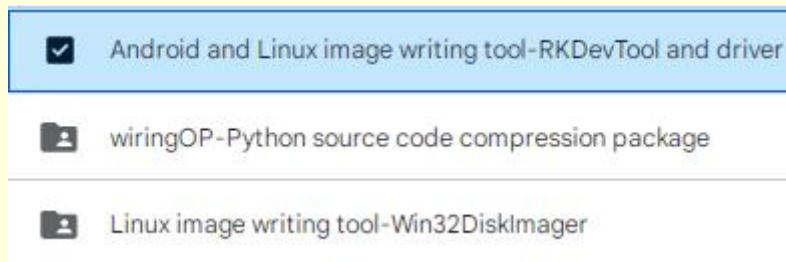 Android and Linux image writing tool-RKDevTool and driver
wiringOP-Python source code compression package
Linux image writing tool-Win32DiskImager